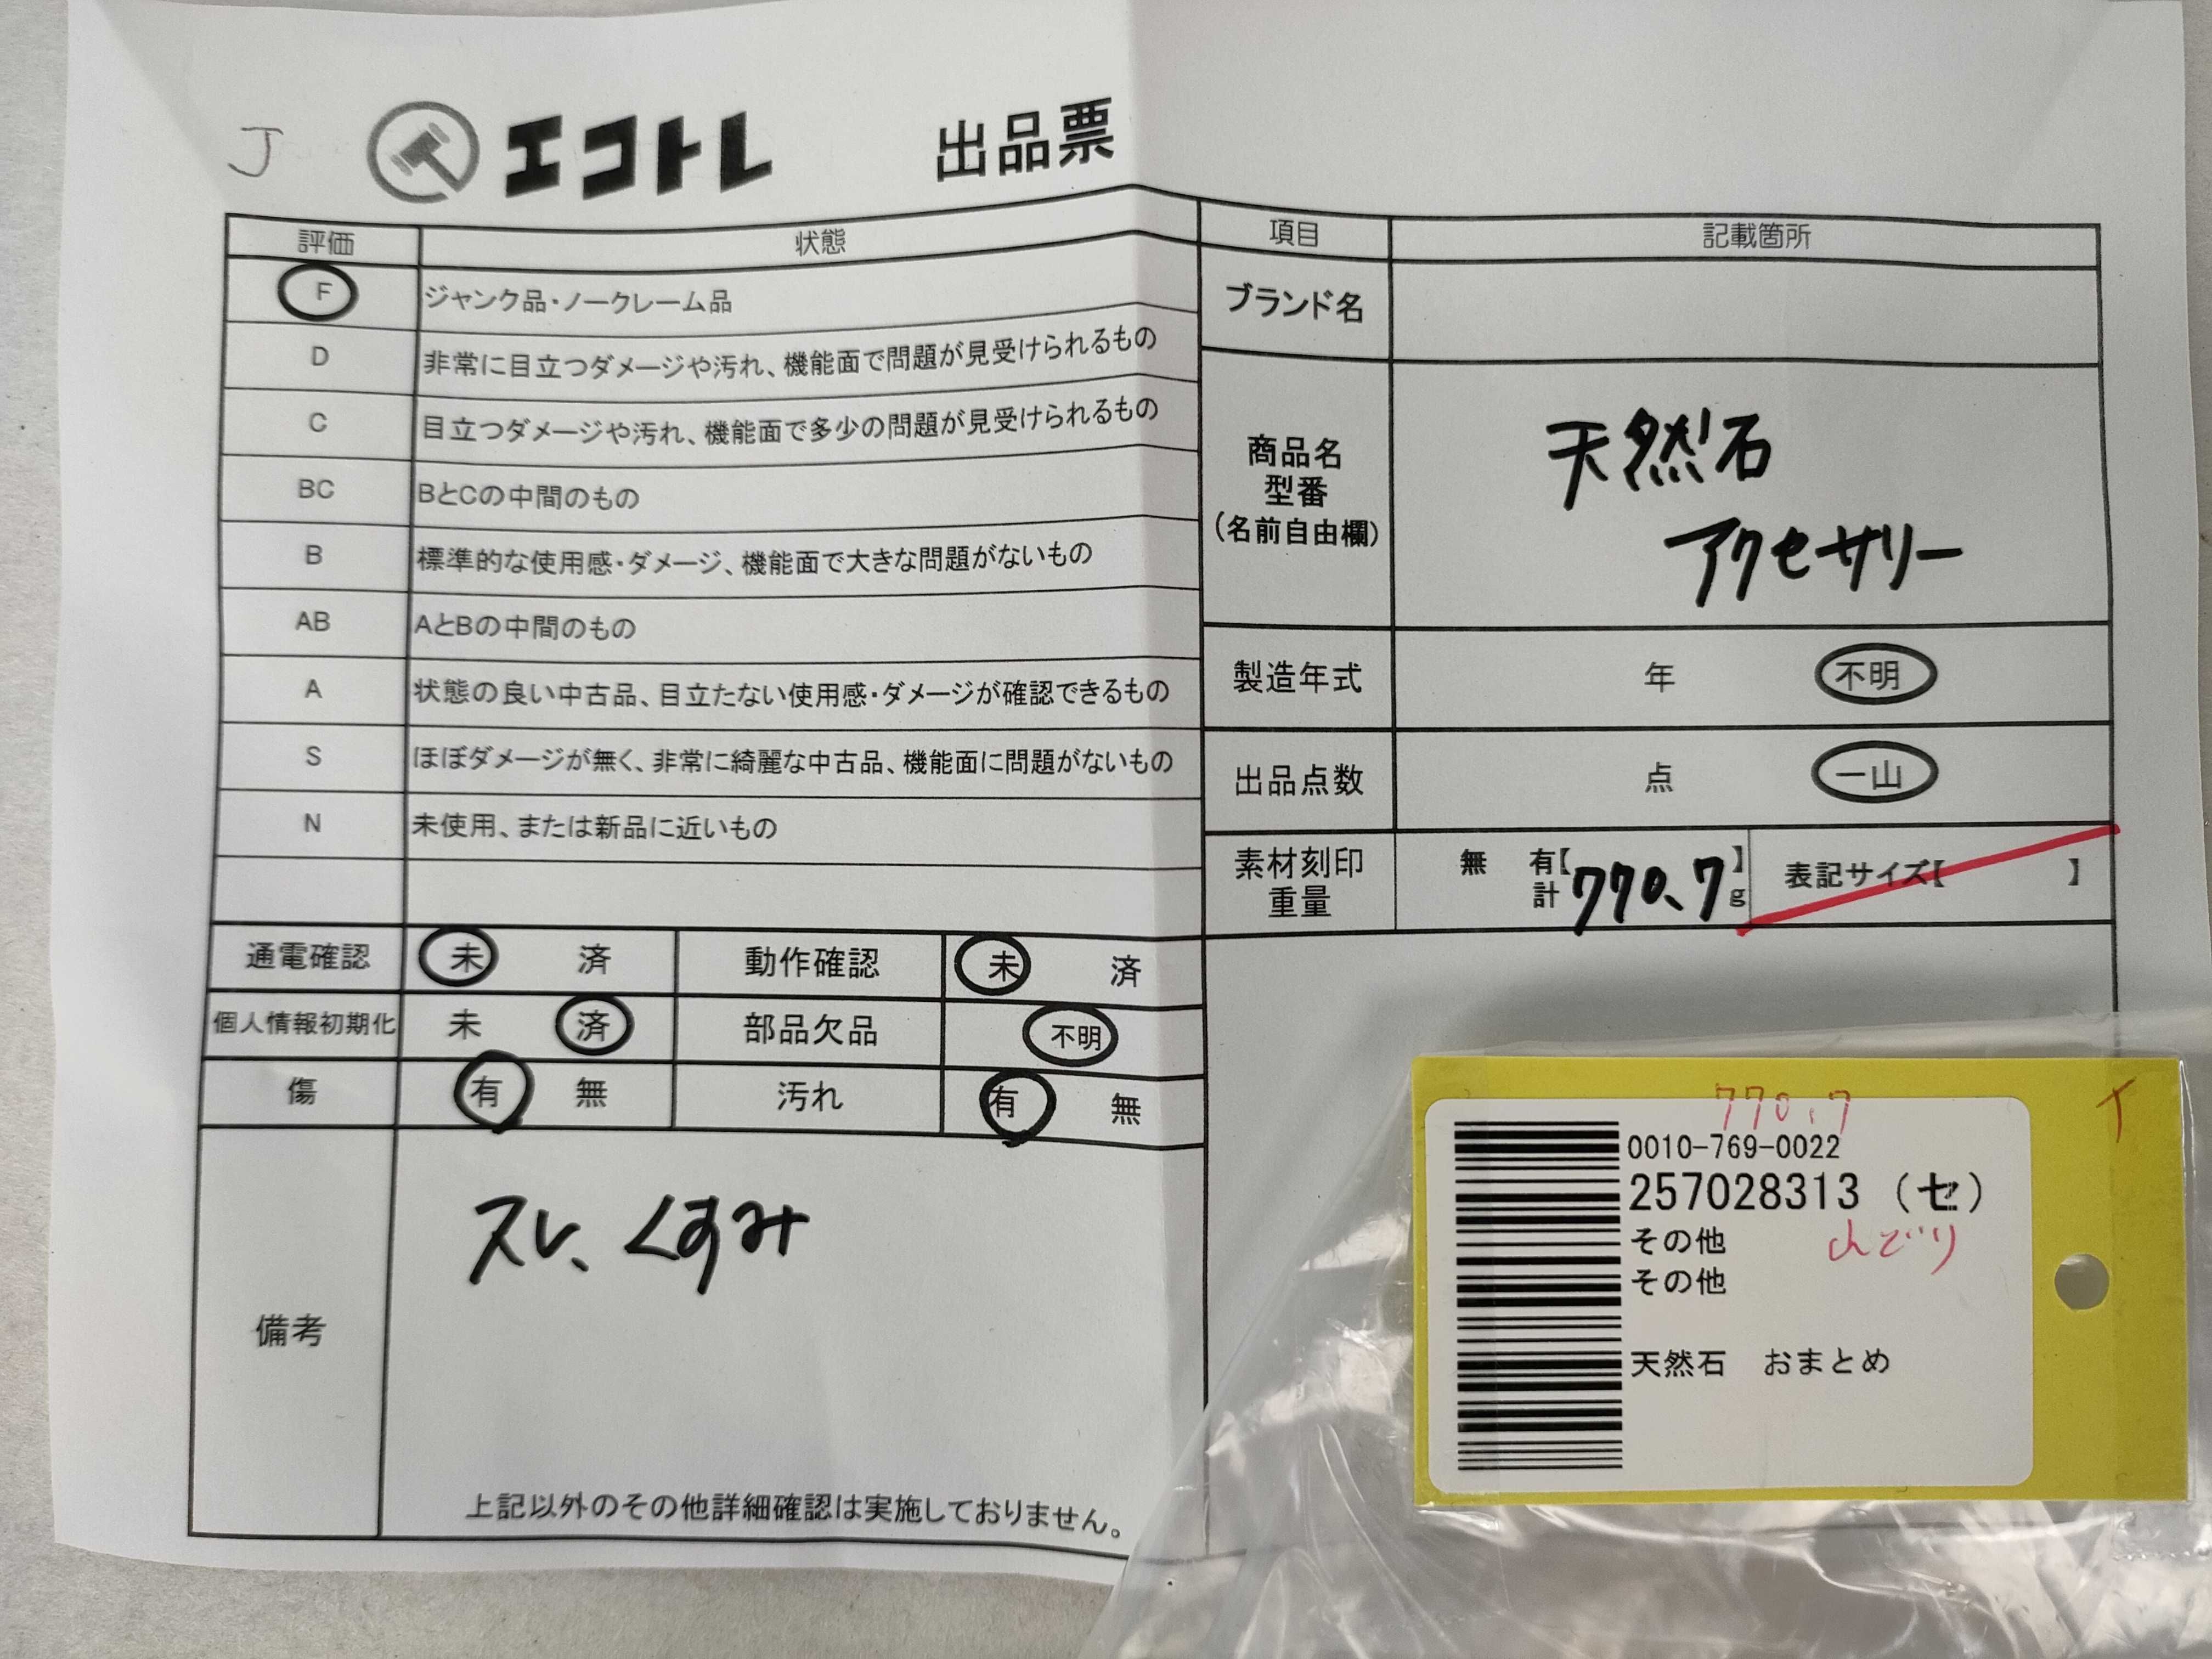 J
エコトレ 出品票
評価 状態
F ジャンク品・ノークレーム品
D 非常に目立つダメージや汚れ、機能面で問題が見受けられるもの
C 目立つダメージや汚れ、機能面で多少の問題が見受けられるもの
BC BとCの中間のもの
B 標準的な使用感・ダメージ、機能面で大きな問題がないもの
AB AとBの中間のもの
A 状態の良い中古品、目立たない使用感・ダメージが確認できるもの
S ほぼダメージが無く、非常に綺麗な中古品、機能面に問題がないもの
N 未使用、または新品に近いもの
通電確認 未 済 動作確認 未 済
個人情報初期化 未 済 部品欠品 不明
傷 有 無 汚れ 有 無
備考
スレ、くすみ
上記以外のその他詳細確認は実施しておりません。
項目 記載箇所
ブランド名
商品名
型番
(名前自由欄)
天然石
アクセサリー
製造年式 年 不明
出品点数 点 一山
素材刻印
重量
無 有【 】
計 770.7 g
表記サイズ【 】
770.7
0010-769-0022
257028313 (セ)
その他
その他
天然石 おまとめ